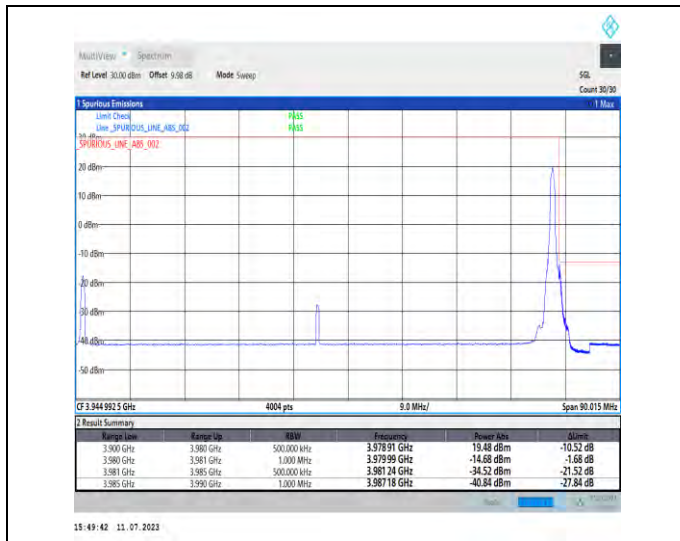 MultiView Spectrum
Ref Level 30.00 dBm Offset 9.98 dB Mode Sweep SGL
Count 30/30
1 Spurious Emissions 1 Max
Limit Check PASS
Line _SPURIOUS_LINE_ABS_002 PASS
30 dBm
_SPURIOUS_LINE_ABS_002
20 dBm
10 dBm
0 dBm
-10 dBm
-20 dBm
-30 dBm
-40 dBm
-50 dBm
CF 3.944 992 5 GHz 4004 pts 9.0 MHz/ Span 90.015 MHz
2 Result Summary
Range Low Range Up RBW Frequency Power Abs ΔLimit
3.900 GHz 3.980 GHz 500.000 kHz 3.978 91 GHz 19.48 dBm -10.52 dB
3.980 GHz 3.981 GHz 1.000 MHz 3.979 99 GHz -14.68 dBm -1.68 dB
3.981 GHz 3.985 GHz 500.000 kHz 3.981 24 GHz -34.52 dBm -21.52 dB
3.985 GHz 3.990 GHz 1.000 MHz 3.987 18 GHz -40.84 dBm -27.84 dB
15:49:42 11.07.2023